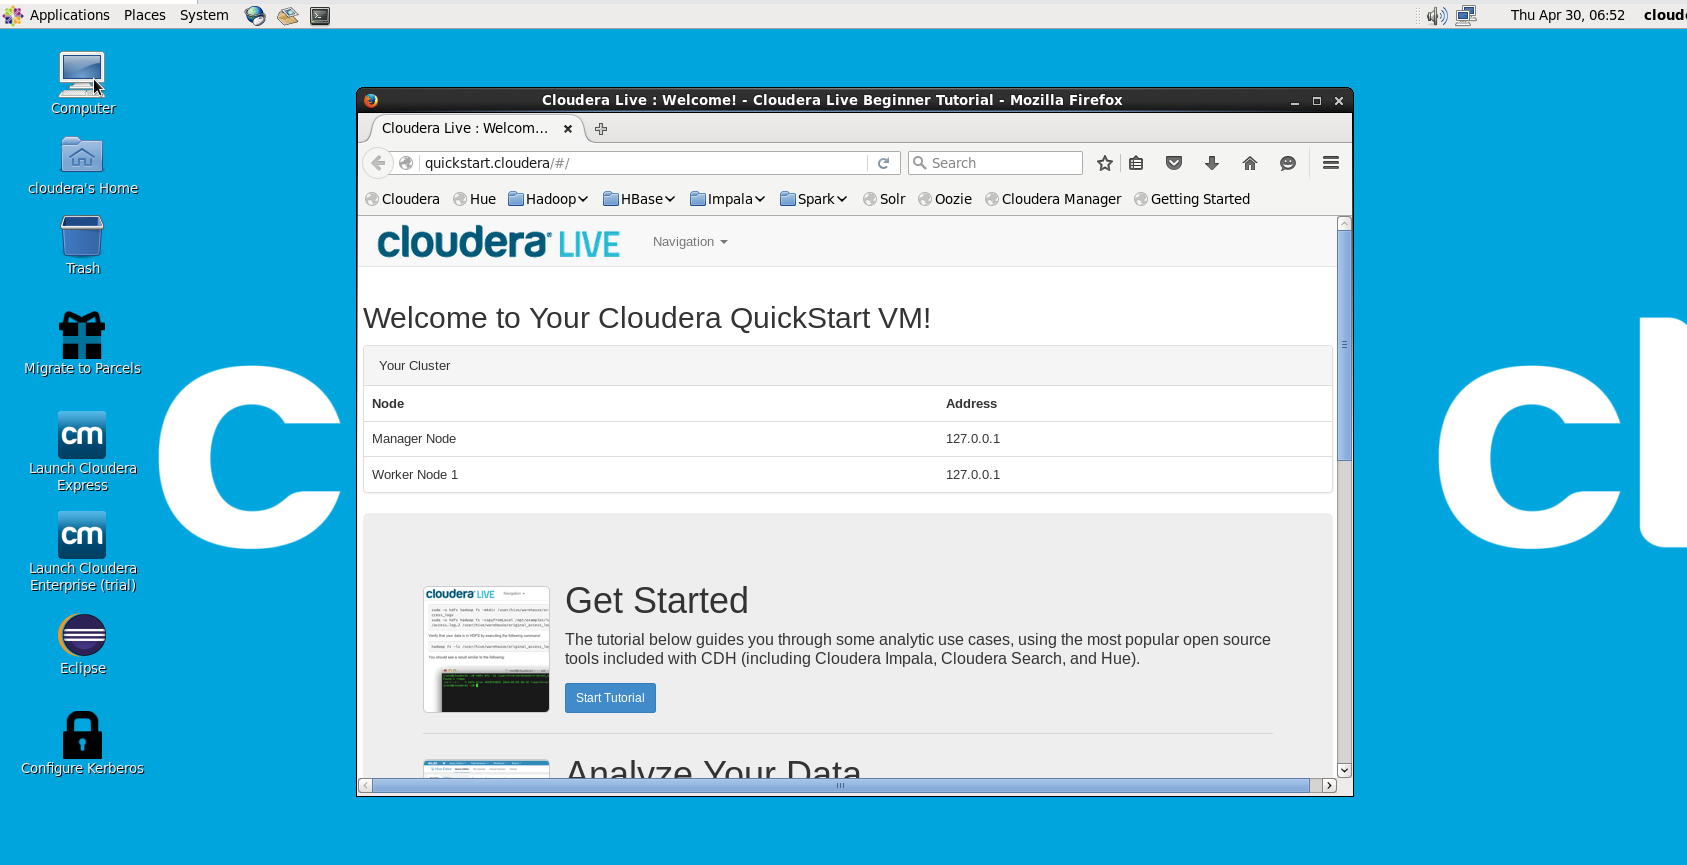 Applications Places System
Thu Apr 30, 06:52 cloude
Computer
cloudera's Home
Trash
Migrate to Parcels
Launch Cloudera
Express
Launch Cloudera
Enterprise (trial)
Eclipse
Configure Kerberos
c
cl
Cloudera Live : Welcome! - Cloudera Live Beginner Tutorial - Mozilla Firefox
Cloudera Live : Welcom...
quickstart.cloudera/#/
Search
Cloudera Hue Hadoop HBase Impala Spark Solr Oozie Cloudera Manager Getting Started
cloudera LIVE Navigation
Welcome to Your Cloudera QuickStart VM!
Your Cluster
Node Address
Manager Node 127.0.0.1
Worker Node 1 127.0.0.1
cloudera LIVE
Get Started
The tutorial below guides you through some analytic use cases, using the most popular open source
tools included with CDH (including Cloudera Impala, Cloudera Search, and Hue).
Start Tutorial
Analyze Your Data
cm
cm